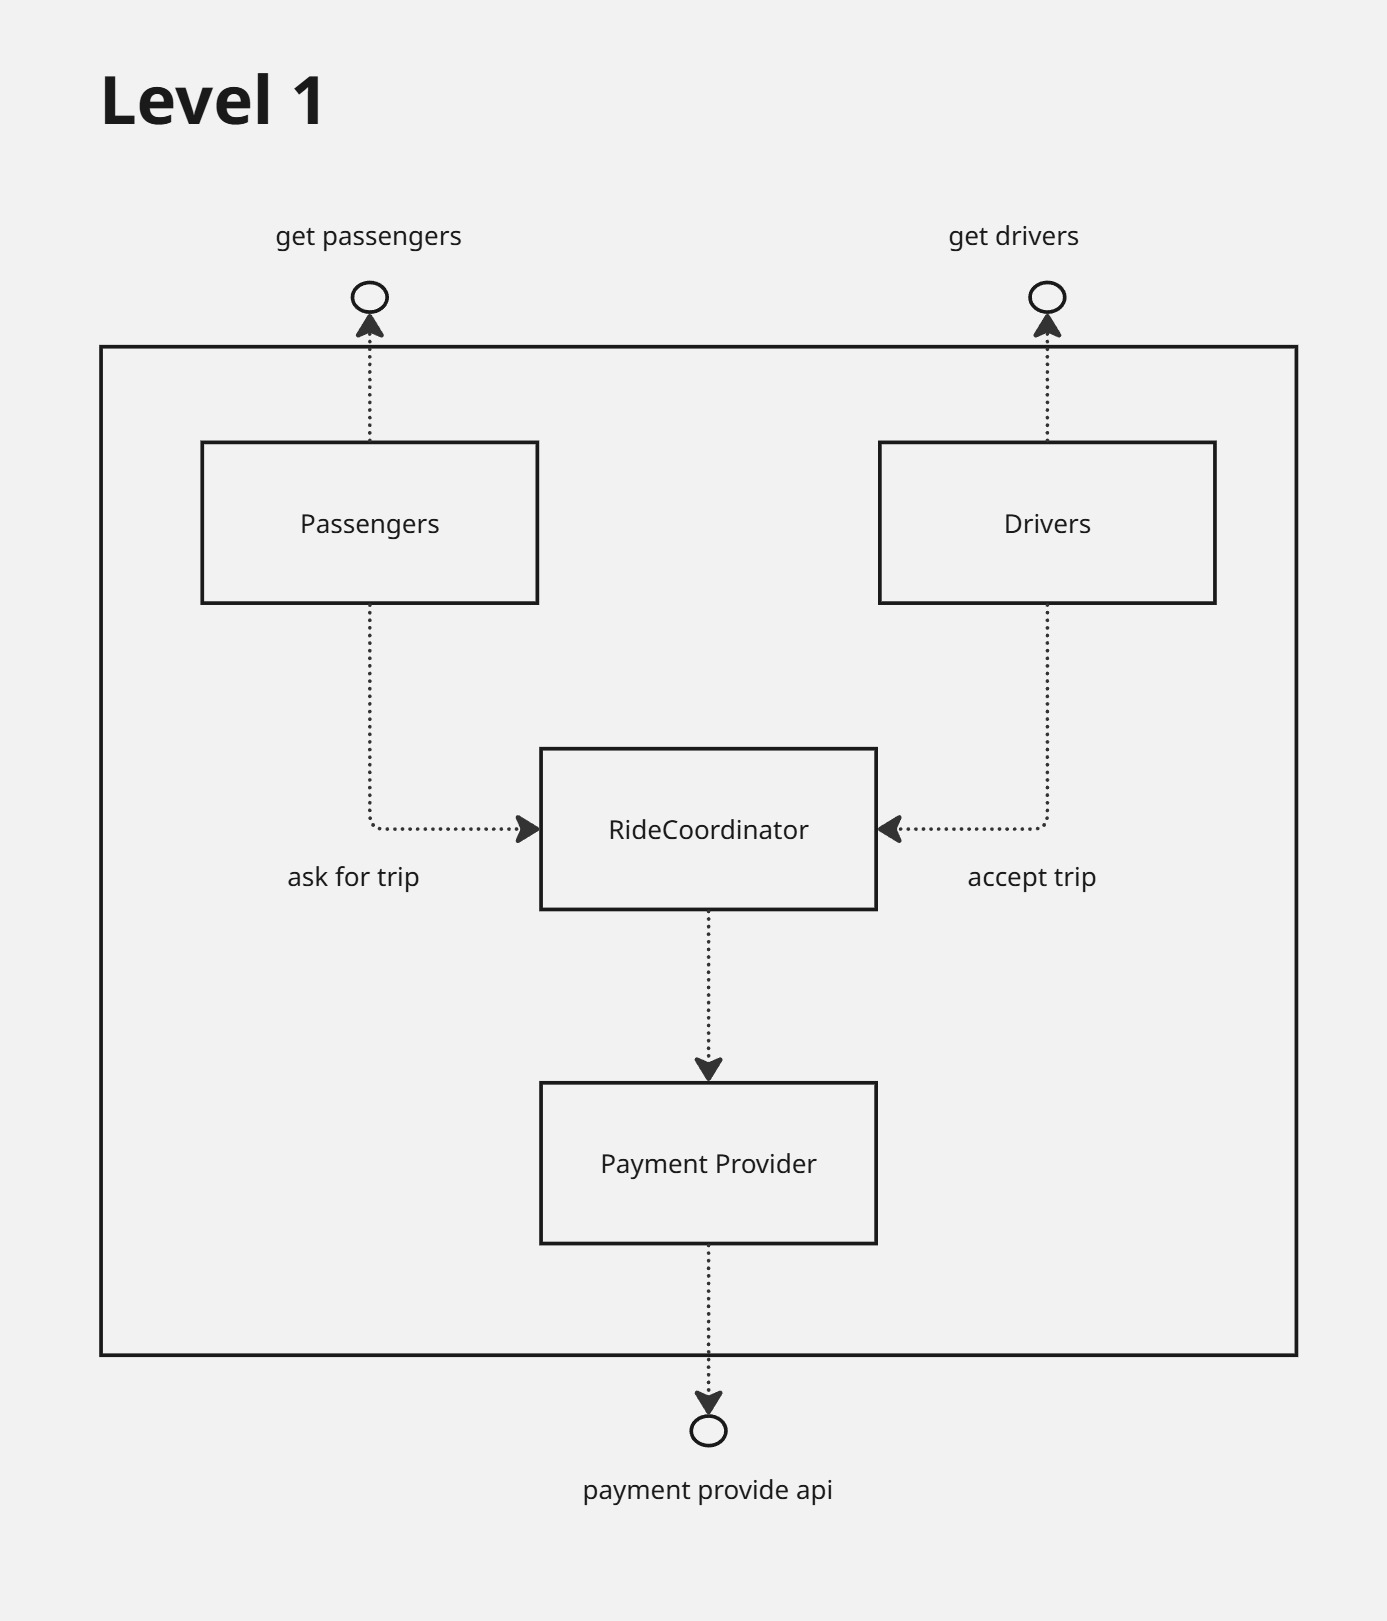 Level 1
get passengers
get drivers
Passengers
Drivers
RideCoordinator
ask for trip
accept trip
Payment Provider
payment provide api